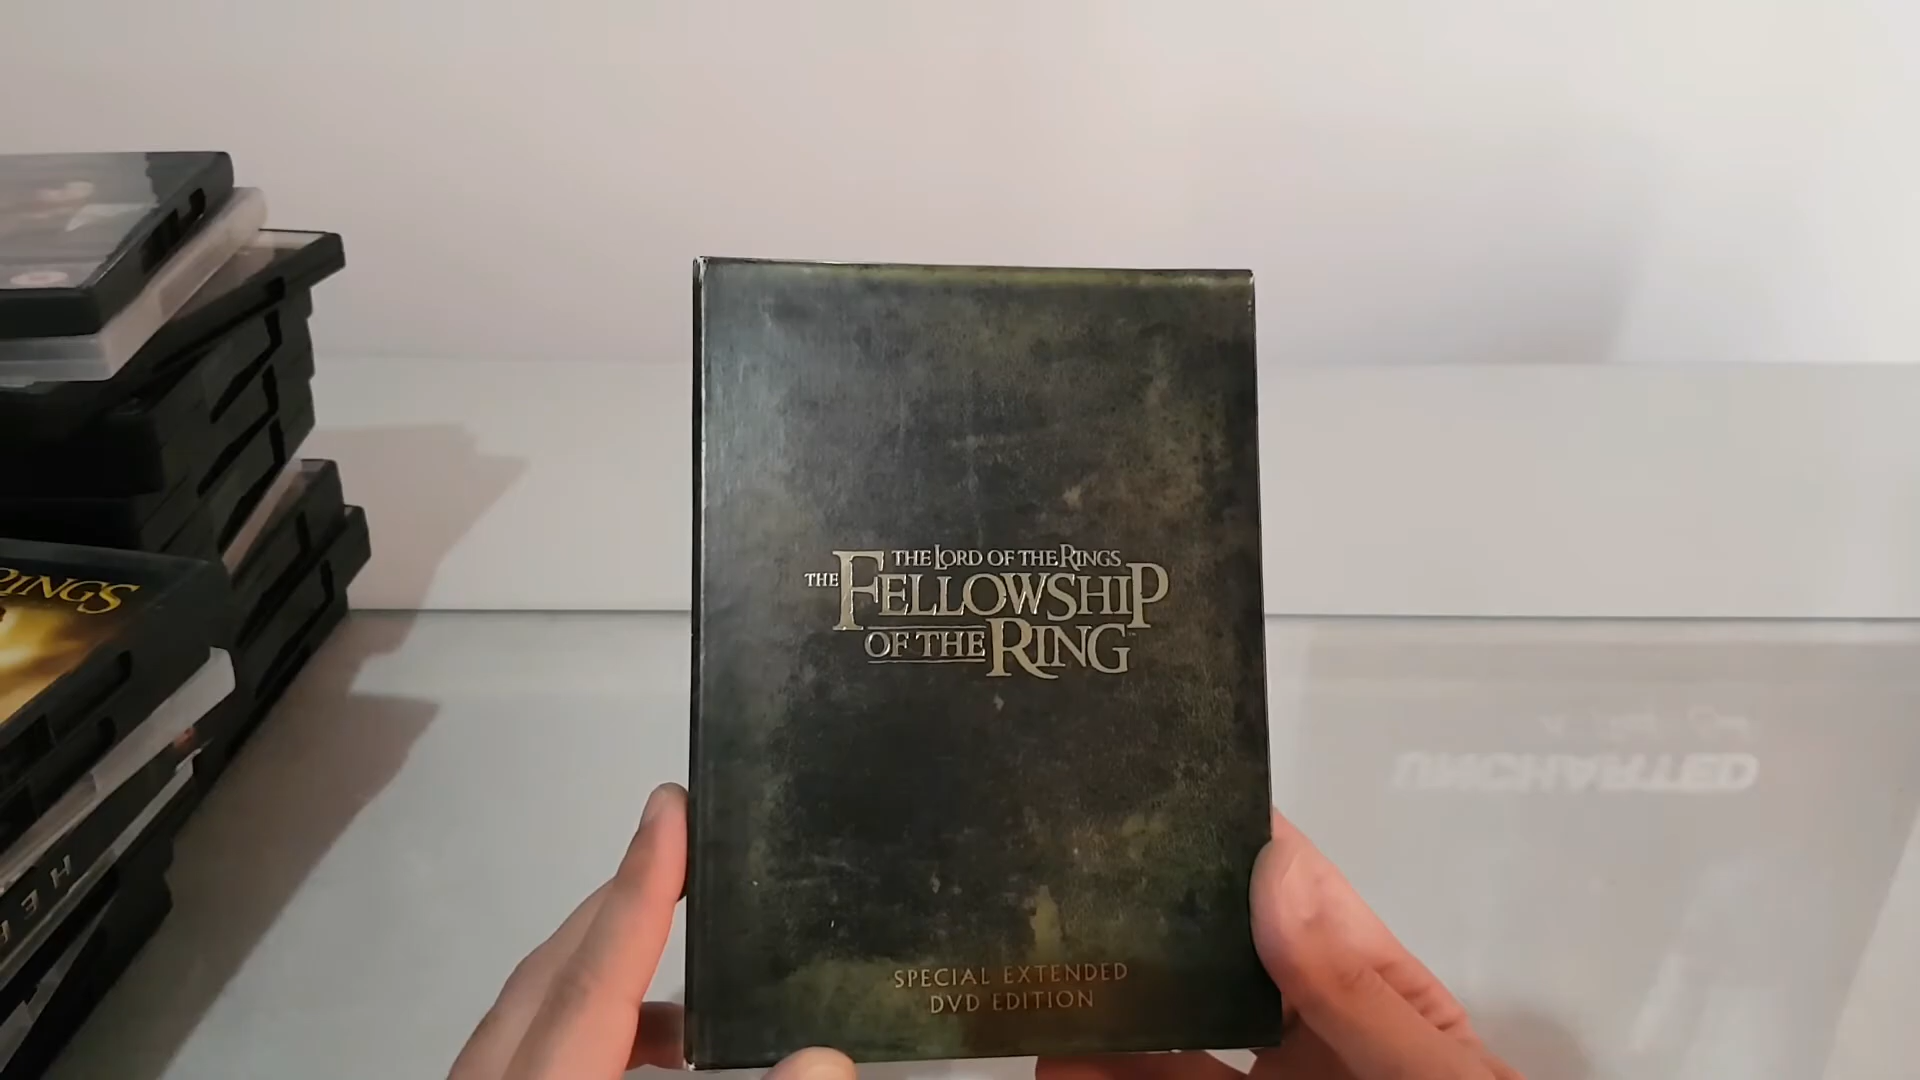 THE LORD OF THE RINGS
THE FELLOWSHIP
OF THE RING
SPECIAL EXTENDED
DVD EDITION
RINGS
UNCHARTED